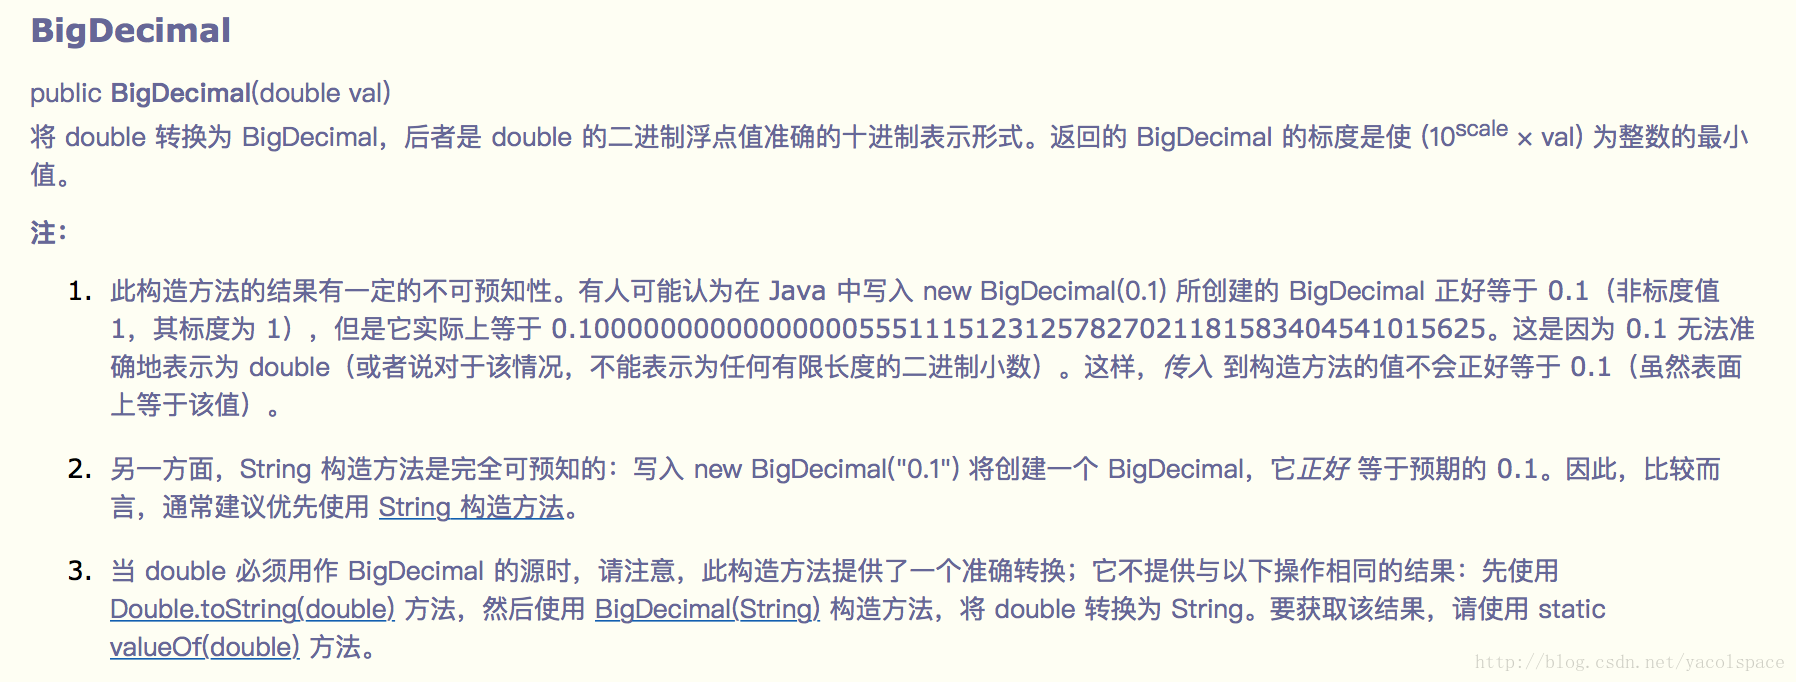 BigDecimal
public BigDecimal(double val)
将 double 转换为 BigDecimal，后者是 double 的二进制浮点值准确的十进制表示形式。返回的 BigDecimal 的标度是使 (10scale × val) 为整数的最小
值。
注：
1. 此构造方法的结果有一定的不可预知性。有人可能认为在 Java 中写入 new BigDecimal(0.1) 所创建的 BigDecimal 正好等于 0.1（非标度值
1，其标度为 1），但是它实际上等于 0.1000000000000000055511151231257827021181583404541015625。这是因为 0.1 无法准
确地表示为 double（或者说对于该情况，不能表示为任何有限长度的二进制小数）。这样，传入 到构造方法的值不会正好等于 0.1（虽然表面
上等于该值）。
2. 另一方面，String 构造方法是完全可预知的：写入 new BigDecimal("0.1") 将创建一个 BigDecimal，它正好 等于预期的 0.1。因此，比较而
言，通常建议优先使用 String 构造方法。
3. 当 double 必须用作 BigDecimal 的源时，请注意，此构造方法提供了一个准确转换；它不提供与以下操作相同的结果：先使用
Double.toString(double) 方法，然后使用 BigDecimal(String) 构造方法，将 double 转换为 String。要获取该结果，请使用 static
valueOf(double) 方法。
http://blog.csdn.net/yacolspace